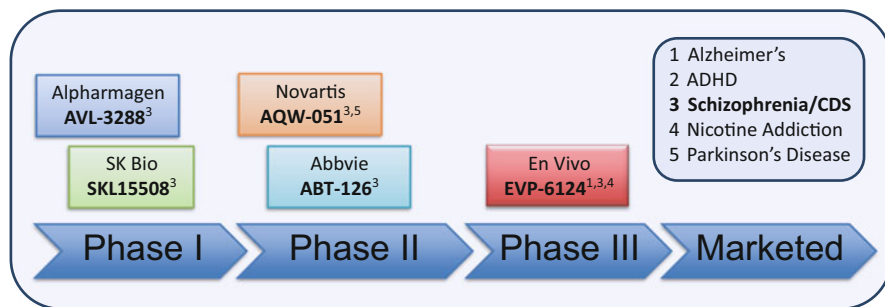 Alpharmagen
AVL-3288³
SK Bio
SKL15508³
Novartis
AQW-051³,⁵
Abbvie
ABT-126³
En Vivo
EVP-6124¹,³,⁴
1 Alzheimer's
2 ADHD
3 Schizophrenia/CDS
4 Nicotine Addiction
5 Parkinson's Disease
Phase I
Phase II
Phase III
Marketed